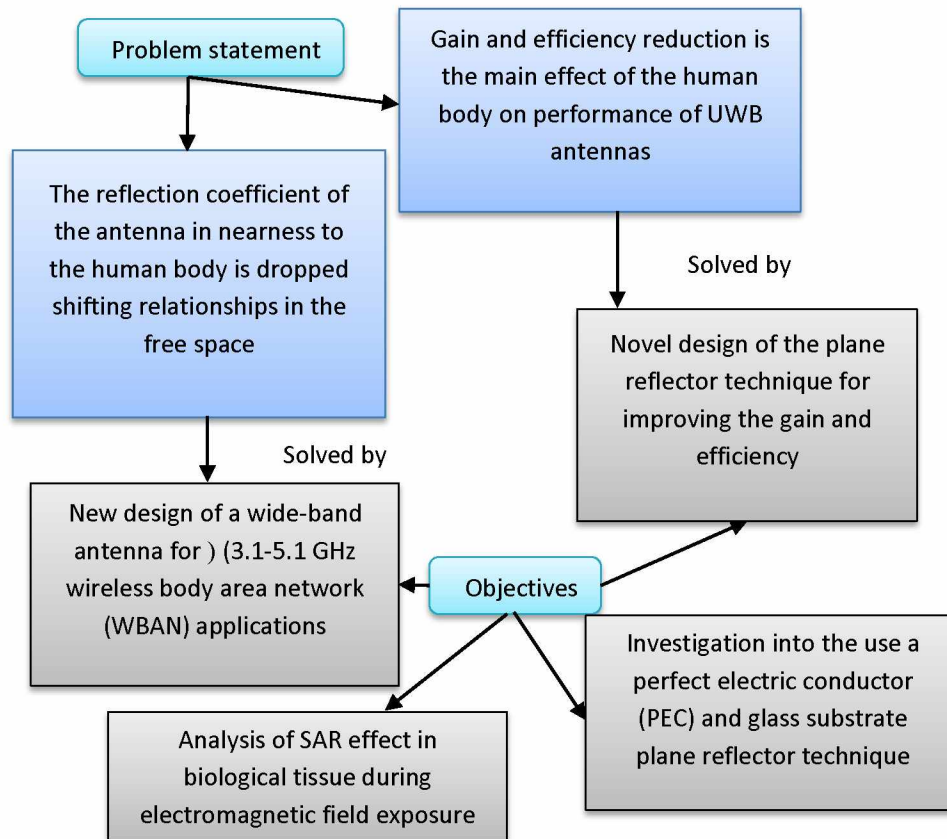 Problem statement
Gain and efficiency reduction is
the main effect of the human
body on performance of UWB
antennas
The reflection coefficient of
the antenna in nearness to
the human body is dropped
shifting relationships in the
free space
Solved by
Novel design of the plane
reflector technique for
improving the gain and
efficiency
Solved by
New design of a wide-band
antenna for ) (3.1-5.1 GHz
wireless body area network
(WBAN) applications
Objectives
Investigation into the use a
perfect electric conductor
(PEC) and glass substrate
plane reflector technique
Analysis of SAR effect in
biological tissue during
electromagnetic field exposure